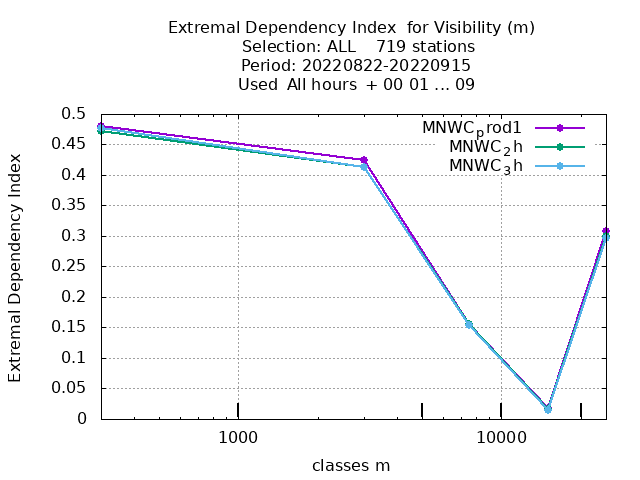 Extremal Dependency Index  for Visibility (m)
Selection: ALL    719 stations
Period: 20220822-20220915
Used  All hours  + 00 01 ... 09
MNWC_prod1
MNWC_2h
MNWC_3h
0.5
0.45
0.4
0.35
0.3
0.25
0.2
0.15
0.1
0.05
0
Extremal Dependency Index
1000
10000
classes m